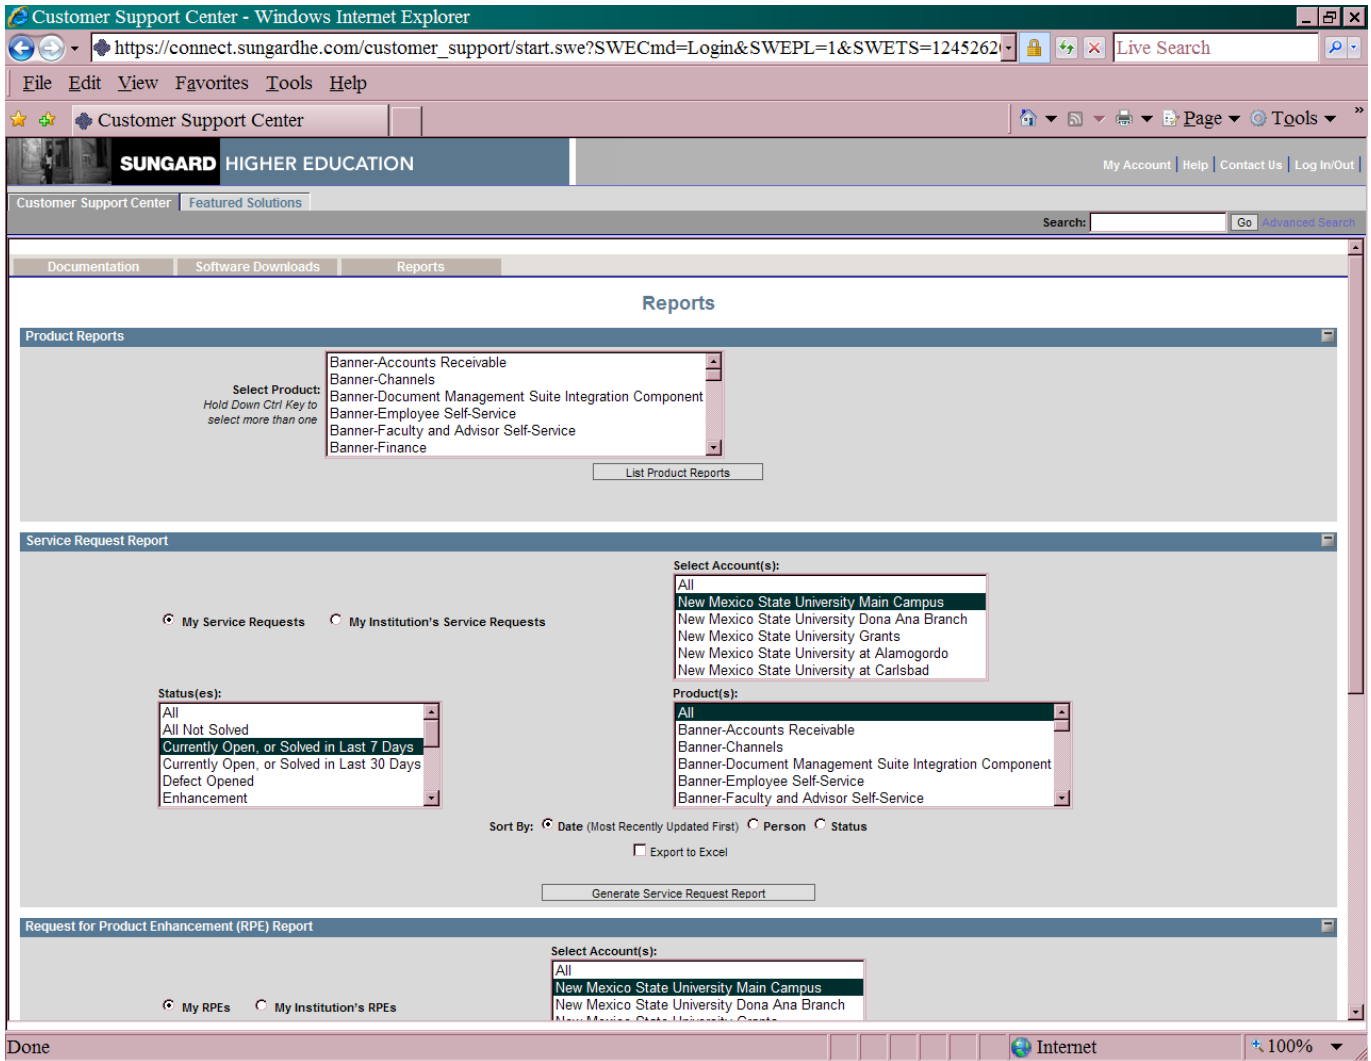 Customer Support Center - Windows Internet Explorer
https://connect.sungardhe.com/customer_support/start.swe?SWECmd=Login&SWEPL=1&SWETS=1245262
Live Search
File Edit View Favorites Tools Help
Customer Support Center
Page Tools »
SUNGARD HIGHER EDUCATION
My Account | Help | Contact Us | Log In/Out |
Customer Support Center Featured Solutions
Search: Go Advanced Search
Documentation Software Downloads Reports
Reports
Product Reports
Select Product:
Hold Down Ctrl Key to
select more than one
Banner-Accounts Receivable
Banner-Channels
Banner-Document Management Suite Integration Component
Banner-Employee Self-Service
Banner-Faculty and Advisor Self-Service
Banner-Finance
List Product Reports
Service Request Report
My Service Requests My Institution's Service Requests
Select Account(s):
All
New Mexico State University Main Campus
New Mexico State University Dona Ana Branch
New Mexico State University Grants
New Mexico State University at Alamogordo
New Mexico State University at Carlsbad
Status(es):
All
All Not Solved
Currently Open, or Solved in Last 7 Days
Currently Open, or Solved in Last 30 Days
Defect Opened
Enhancement
Product(s):
All
Banner-Accounts Receivable
Banner-Channels
Banner-Document Management Suite Integration Component
Banner-Employee Self-Service
Banner-Faculty and Advisor Self-Service
Sort By: Date (Most Recently Updated First) Person Status
Export to Excel
Generate Service Request Report
Request for Product Enhancement (RPE) Report
My RPEs My Institution's RPEs
Select Account(s):
All
New Mexico State University Main Campus
New Mexico State University Dona Ana Branch
New Mexico State University Grants
Done Internet 100%